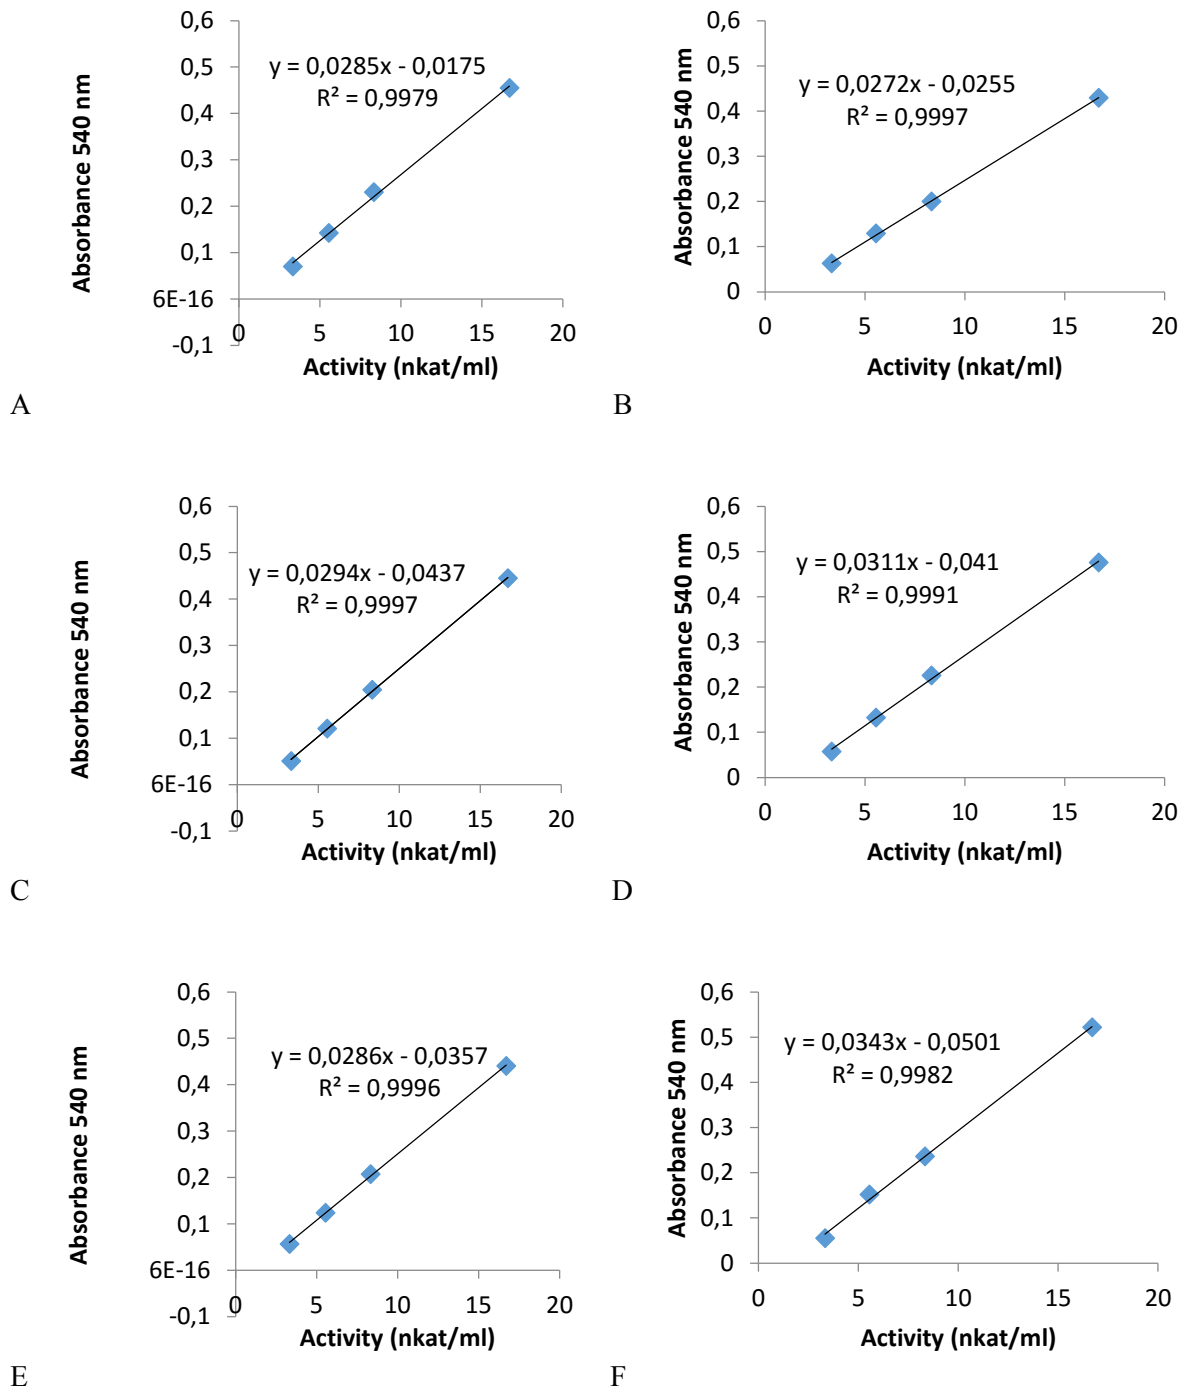 0,6
0,5
0,4
0,3
0,2
0,1
6E-16
-0,1
Absorbance 540 nm
y = 0,0285x - 0,0175
R² = 0,9979
0 5 10 15 20
Activity (nkat/ml)
A
0,6
0,5
0,4
0,3
0,2
0,1
0
Absorbance 540 nm
y = 0,0272x - 0,0255
R² = 0,9997
0 5 10 15 20
Activity (nkat/ml)
B
0,6
0,5
0,4
0,3
0,2
0,1
6E-16
-0,1
Absorbance 540 nm
y = 0,0294x - 0,0437
R² = 0,9997
0 5 10 15 20
Activity (nkat/ml)
C
0,6
0,5
0,4
0,3
0,2
0,1
0
Absorbance 540 nm
y = 0,0311x - 0,041
R² = 0,9991
0 5 10 15 20
Activity (nkat/ml)
D
0,6
0,5
0,4
0,3
0,2
0,1
6E-16
-0,1
Absorbance 540 nm
y = 0,0286x - 0,0357
R² = 0,9996
0 5 10 15 20
Activity (nkat/ml)
E
0,6
0,5
0,4
0,3
0,2
0,1
0
Absorbance 540 nm
y = 0,0343x - 0,0501
R² = 0,9982
0 5 10 15 20
Activity (nkat/ml)
F